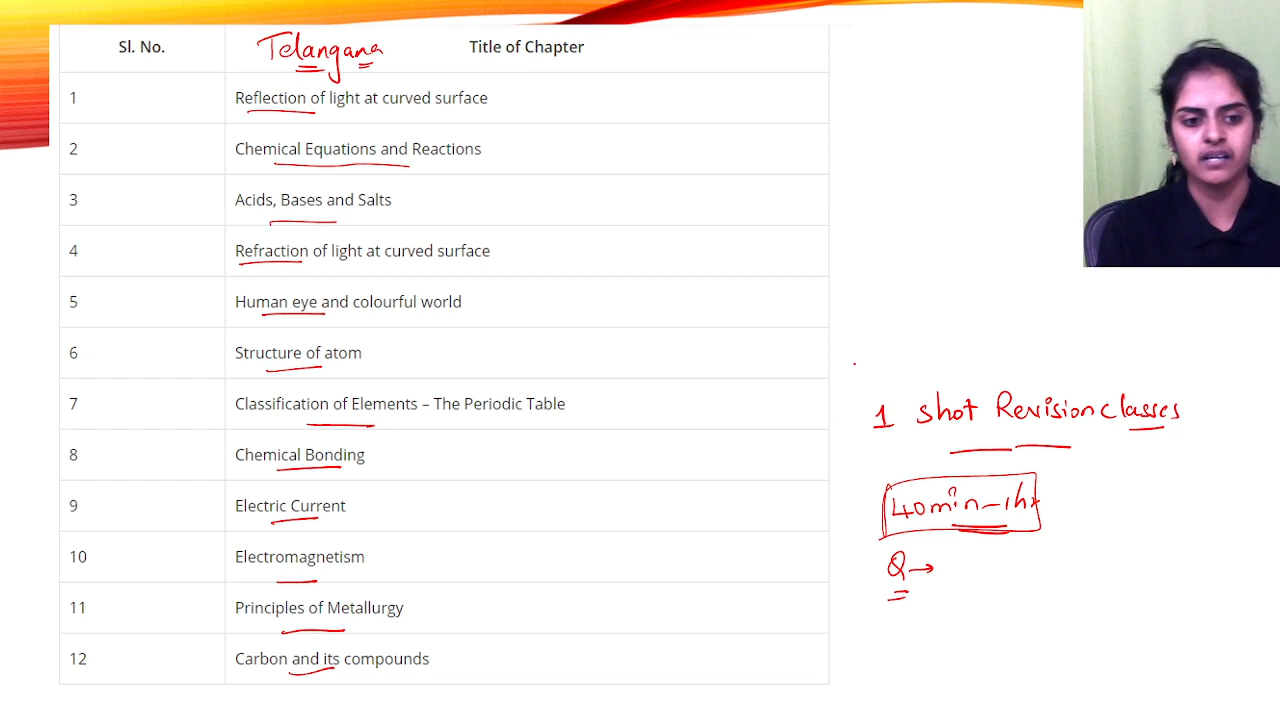 Sl. No. Telangana Title of Chapter
1 Reflection of light at curved surface
2 Chemical Equations and Reactions
3 Acids, Bases and Salts
4 Refraction of light at curved surface
5 Human eye and colourful world
6 Structure of atom
7 Classification of Elements – The Periodic Table
8 Chemical Bonding
9 Electric Current
10 Electromagnetism
11 Principles of Metallurgy
12 Carbon and its compounds
1 shot Revision classes
40min-1hr
Q→